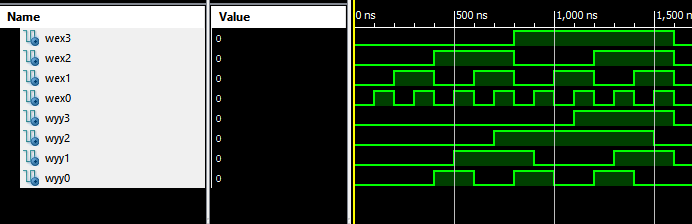 Name Value 0 ns 500 ns 1,000 ns 1,500 n
wex3 0
wex2 0
wex1 0
wex0 0
wyy3 0
wyy2 0
wyy1 0
wyy0 0